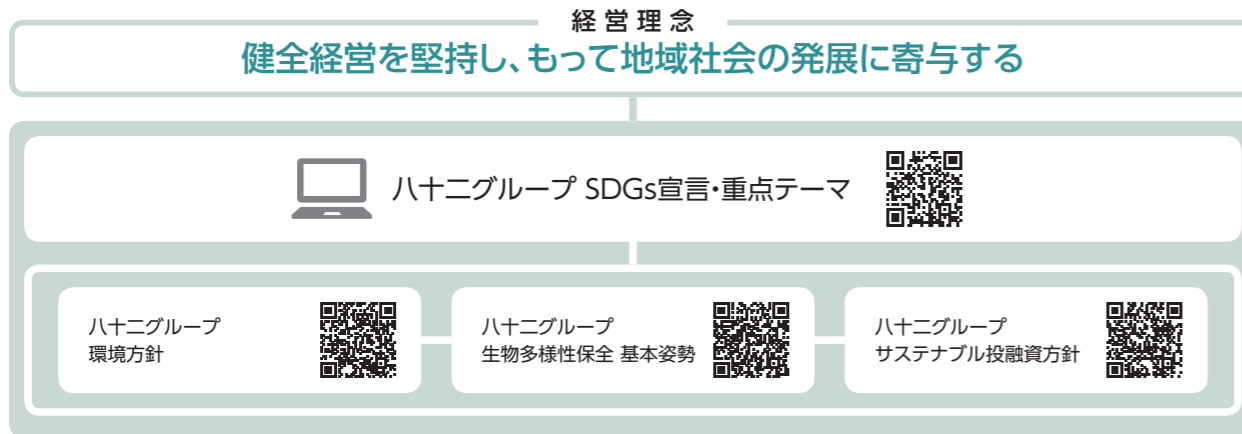 経営理念
健全経営を堅持し、もって地域社会の発展に寄与する
八十二グループ SDGs宣言・重点テーマ
八十二グループ
環境方針
八十二グループ
生物多様性保全 基本姿勢
八十二グループ
サステナブル投融資方針